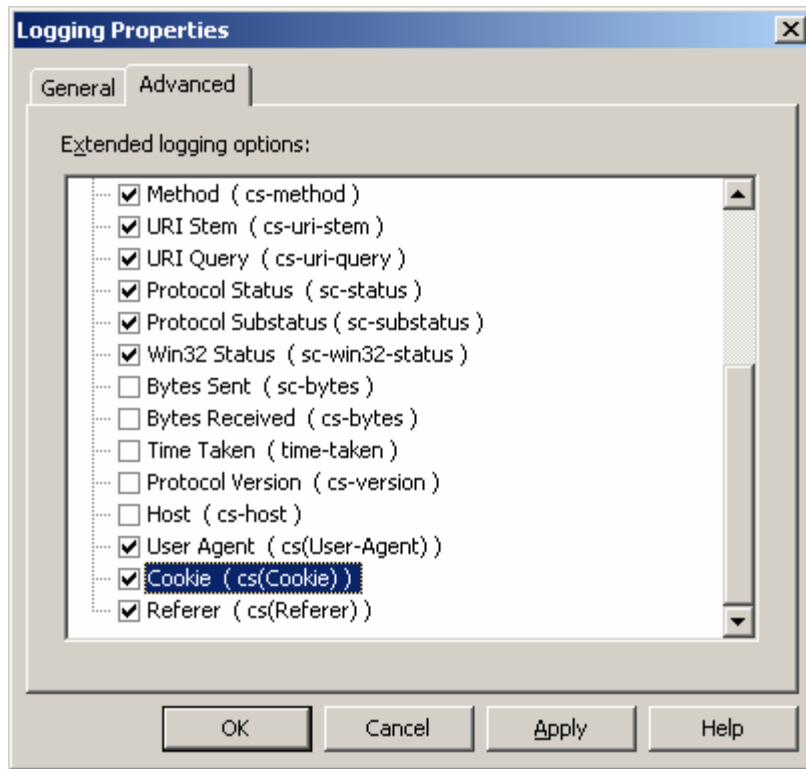 Logging Properties
General Advanced
Extended logging options:
Method ( cs-method )
URI Stem ( cs-uri-stem )
URI Query ( cs-uri-query )
Protocol Status ( sc-status )
Protocol Substatus ( sc-substatus )
Win32 Status ( sc-win32-status )
Bytes Sent ( sc-bytes )
Bytes Received ( cs-bytes )
Time Taken ( time-taken )
Protocol Version ( cs-version )
Host ( cs-host )
User Agent ( cs(User-Agent) )
Cookie ( cs(Cookie) )
Referer ( cs(Referer) )
OK Cancel Apply Help